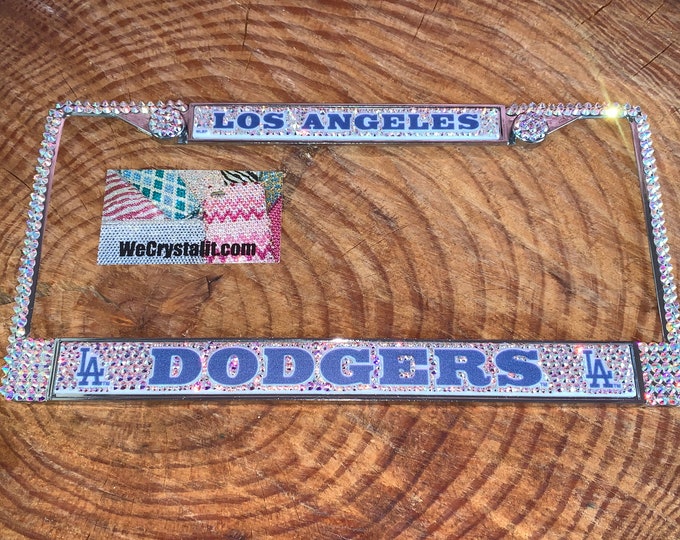 LOS ANGELES
WeCrystalit.com
LA DODGERS LA